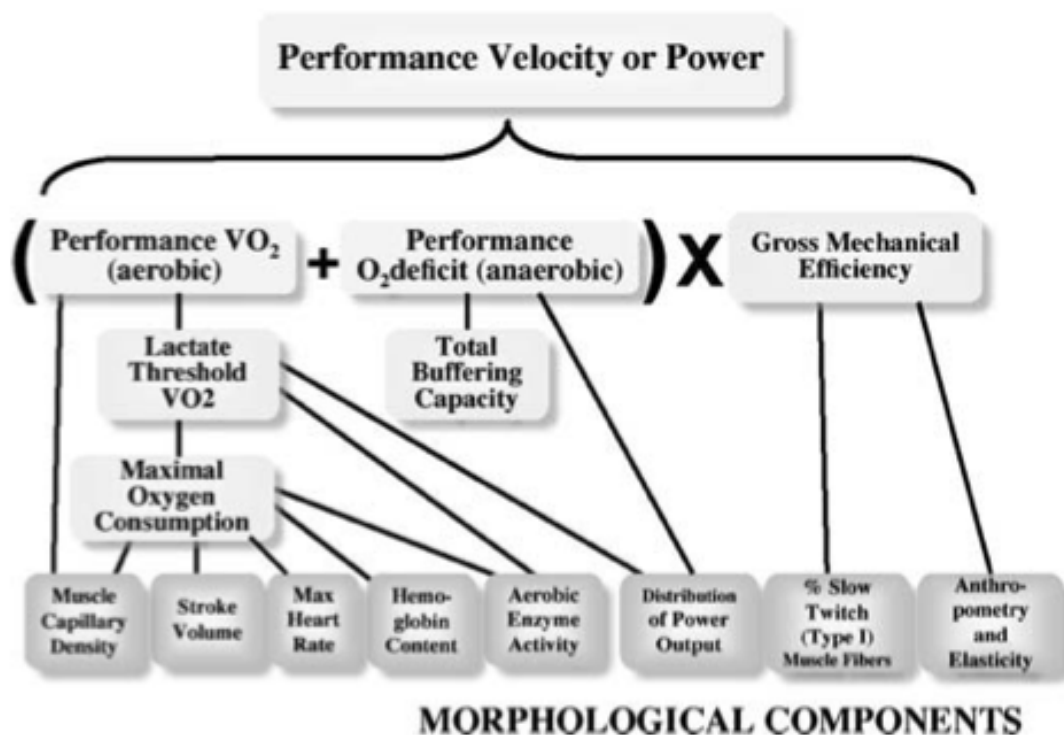 Performance Velocity or Power
(
Performance VO₂
(aerobic)
+
Performance
O₂deficit (anaerobic)
)
X
Gross Mechanical
Efficiency
Lactate
Threshold
VO2
Total
Buffering
Capacity
Maximal
Oxygen
Consumption
Muscle
Capillary
Density
Stroke
Volume
Max
Heart
Rate
Hemo-
globin
Content
Aerobic
Enzyme
Activity
Distribution
of Power
Output
% Slow
Twitch
(Type I)
Muscle Fibers
Anthro-
pometry
and
Elasticity
MORPHOLOGICAL COMPONENTS